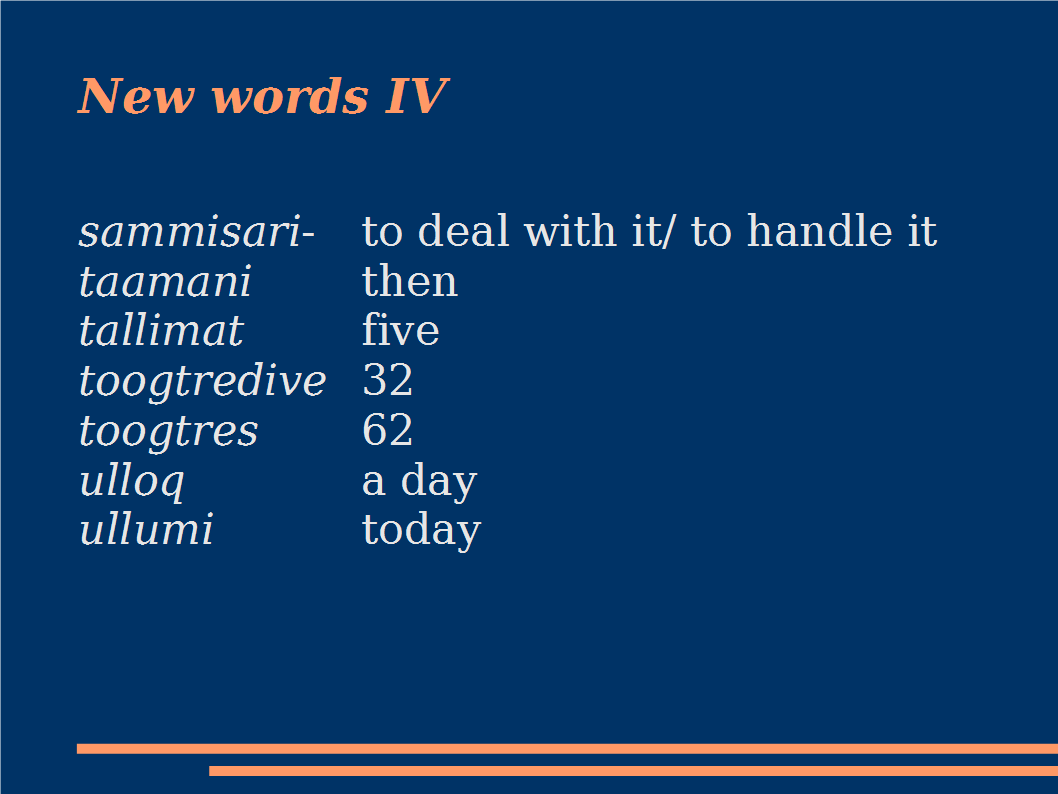 New words IV
sammisari- to deal with it/ to handle it
taamani then
tallimat five
toogtredive 32
toogtres 62
ulloq a day
ullumi today